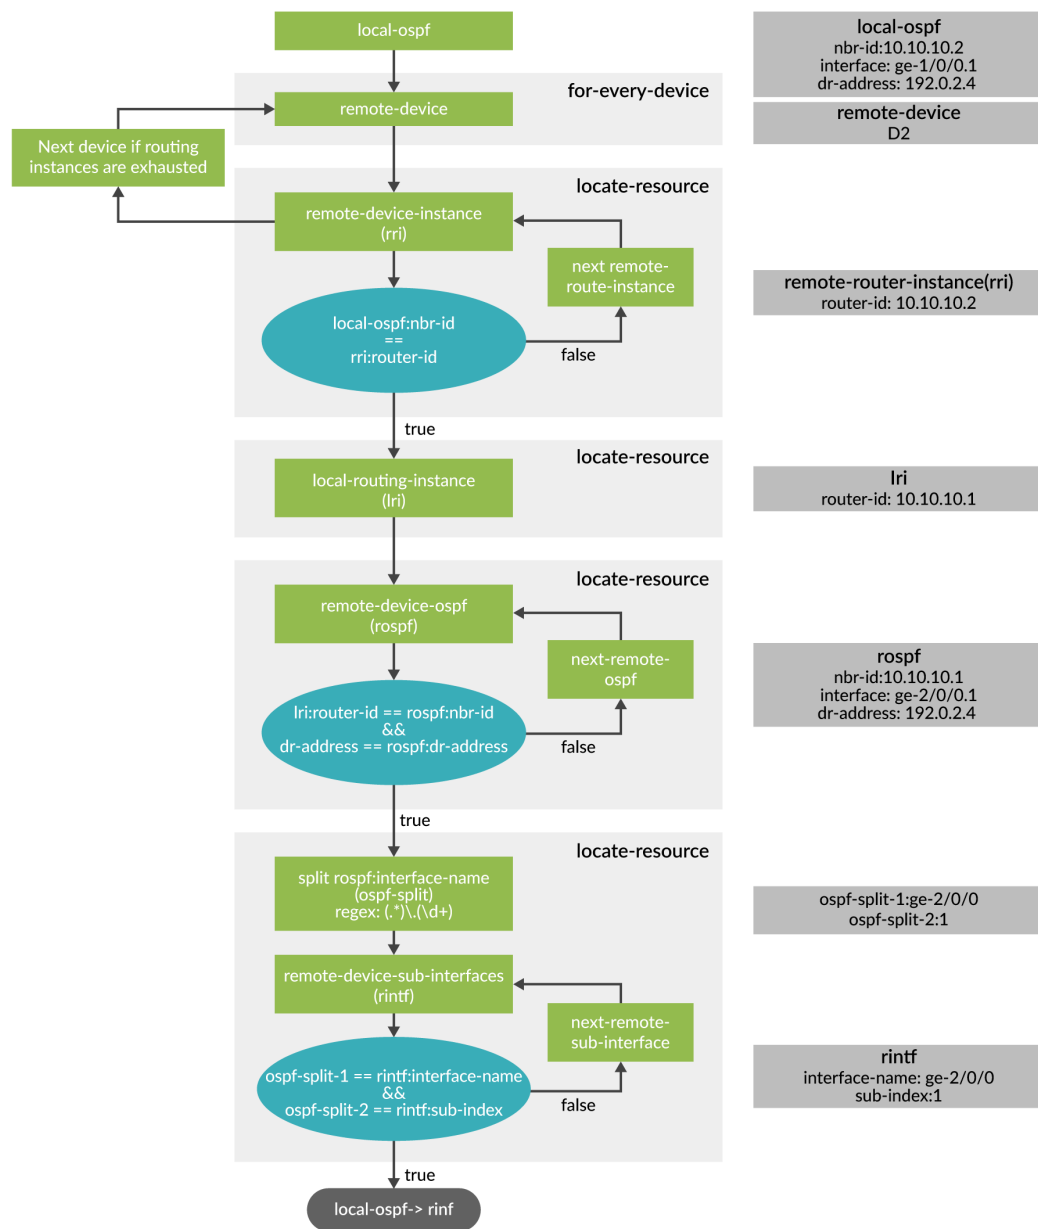 local-ospf
local-ospf
nbr-id:10.10.10.2
interface: ge-1/0/0.1
dr-address: 192.0.2.4
for-every-device
remote-device
remote-device
D2
Next device if routing
instances are exhausted
locate-resource
remote-device-instance
(rri)
next remote-
route-instance
remote-router-instance(rri)
router-id: 10.10.10.2
local-ospf:nbr-id
==
rri:router-id
false
true
locate-resource
local-routing-instance
(lri)
lri
router-id: 10.10.10.1
locate-resource
remote-device-ospf
(rospf)
next-remote-
ospf
rospf
nbr-id:10.10.10.1
interface: ge-2/0/0.1
dr-address: 192.0.2.4
lri:router-id == rospf:nbr-id
&&
dr-address == rospf:dr-address
false
true
locate-resource
split rospf:interface-name
(ospf-split)
regex: (.*)\.(\d+)
ospf-split-1:ge-2/0/0
ospf-split-2:1
remote-device-sub-interfaces
(rintf)
next-remote-
sub-interface
rintf
interface-name: ge-2/0/0
sub-index:1
ospf-split-1 == rintf:interface-name
&&
ospf-split-2 == rintf:sub-index
false
true
local-ospf-> rinf